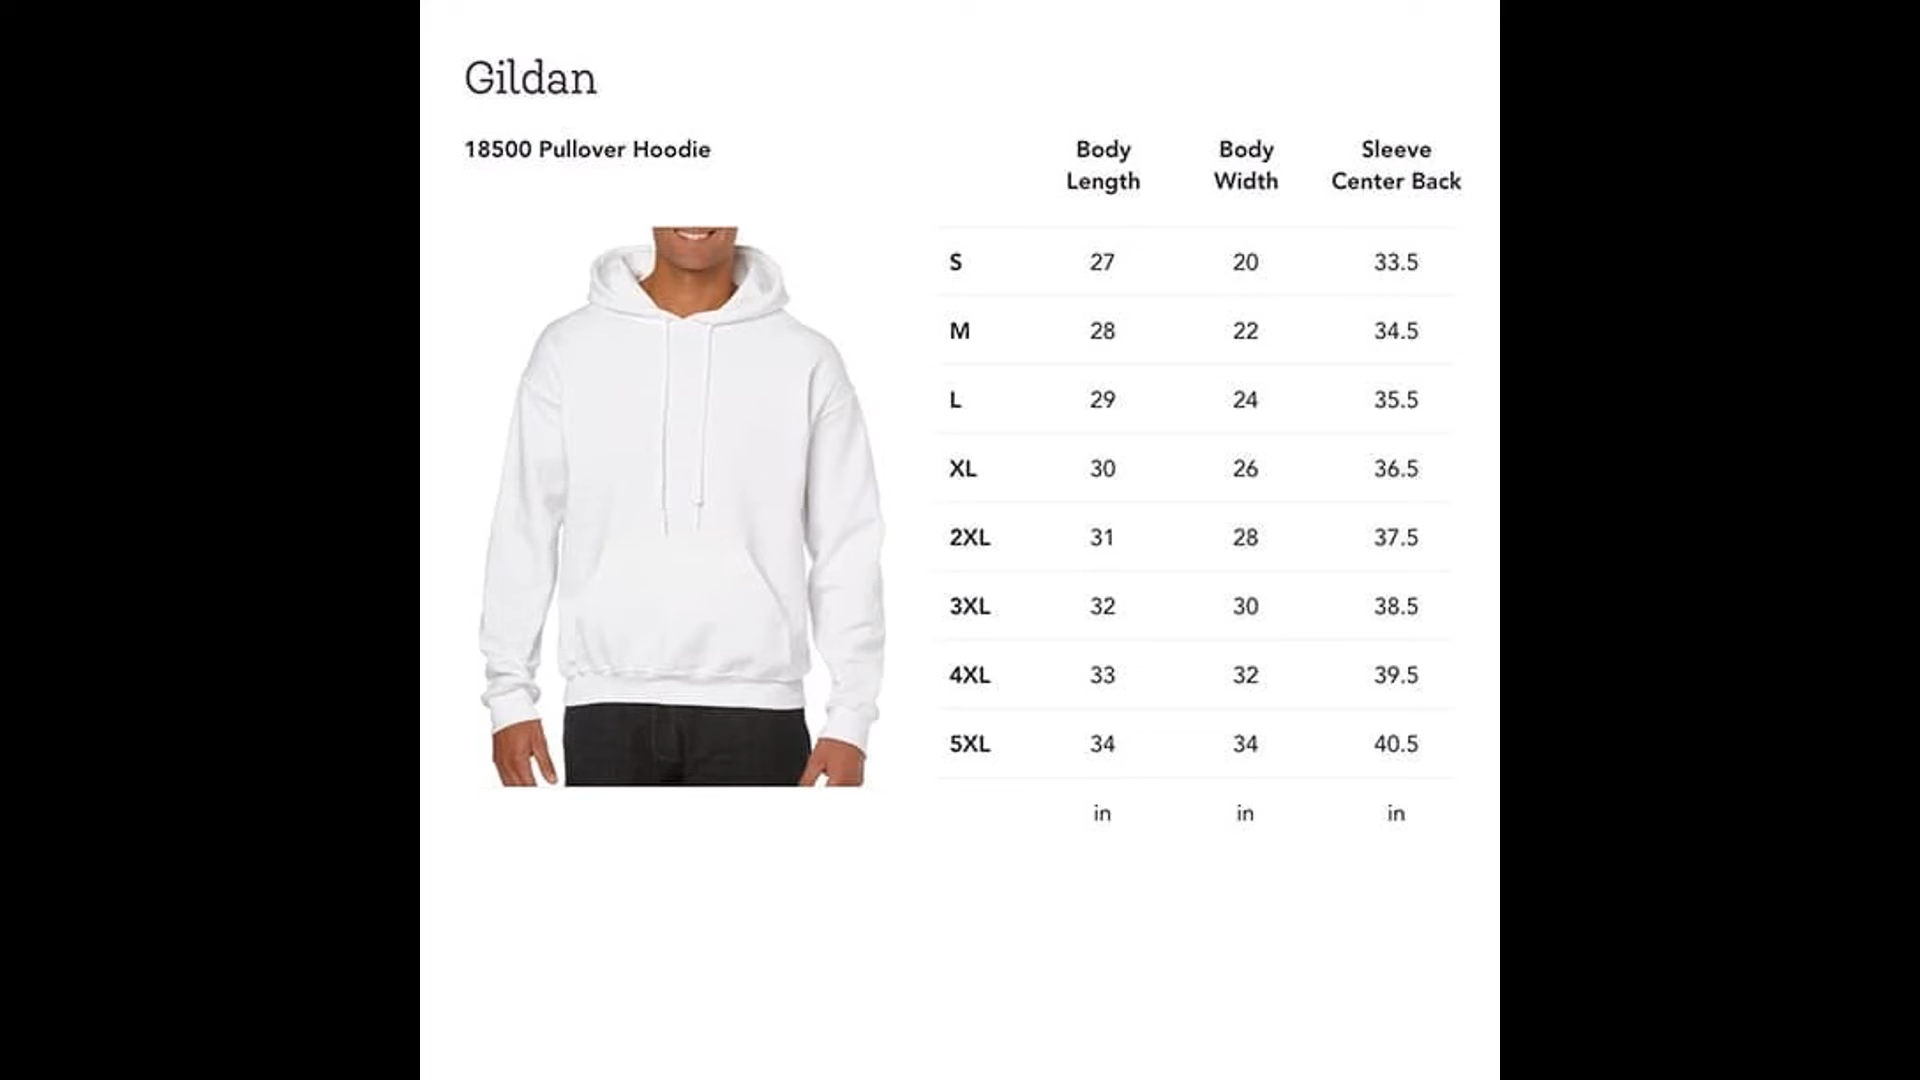 Gildan
18500 Pullover Hoodie
Body Length Body Width Sleeve Center Back
S 27 20 33.5
M 28 22 34.5
L 29 24 35.5
XL 30 26 36.5
2XL 31 28 37.5
3XL 32 30 38.5
4XL 33 32 39.5
5XL 34 34 40.5
in in in